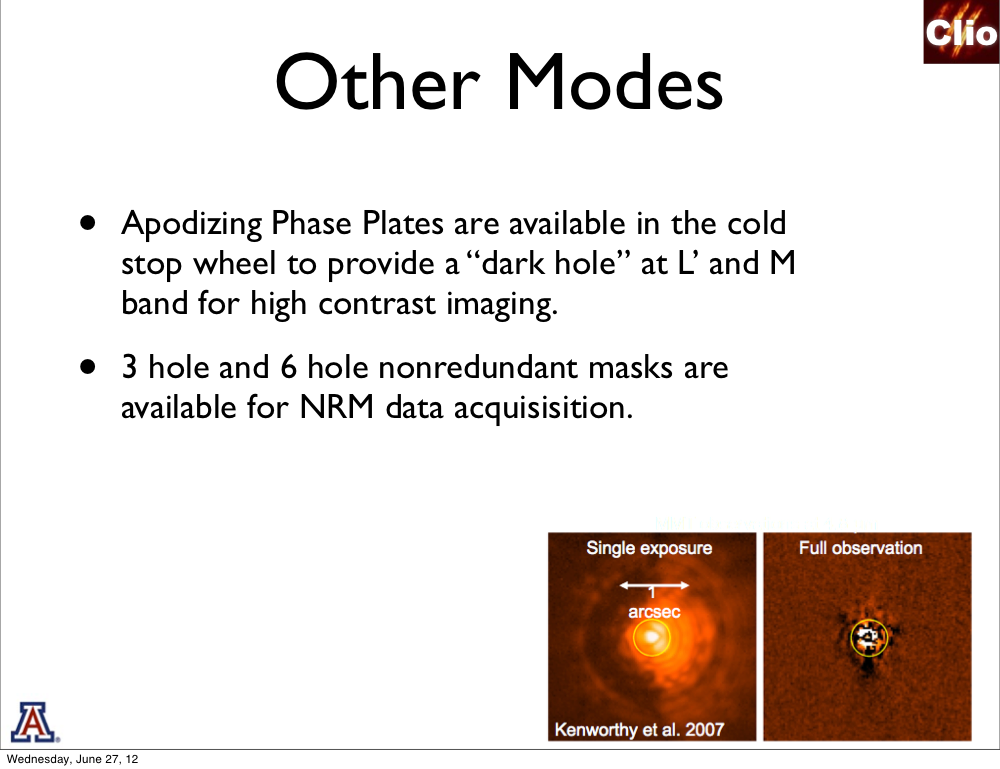 Clio
Other Modes
• Apodizing Phase Plates are available in the cold
stop wheel to provide a “dark hole” at L’ and M
band for high contrast imaging.
• 3 hole and 6 hole nonredundant masks are
available for NRM data acquisisition.
Single exposure
1
arcsec
Kenworthy et al. 2007
Full observation
A
Wednesday, June 27, 12